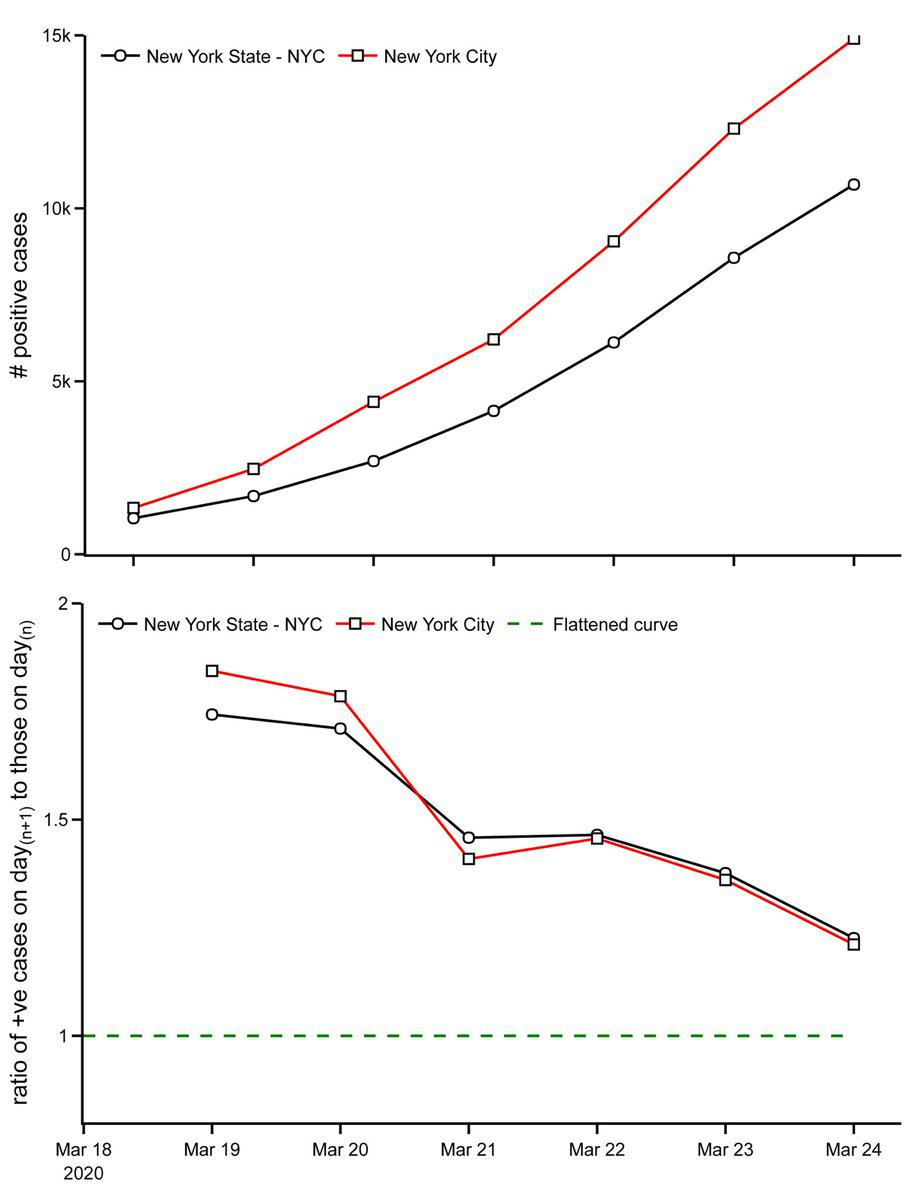 15k
New York State - NYC New York City
10k
# positive cases
5k
0
2
New York State - NYC New York City Flattened curve
ratio of +ve cases on day(n+1) to those on day(n)
1.5
1
Mar 18 Mar 19 Mar 20 Mar 21 Mar 22 Mar 23 Mar 24
2020